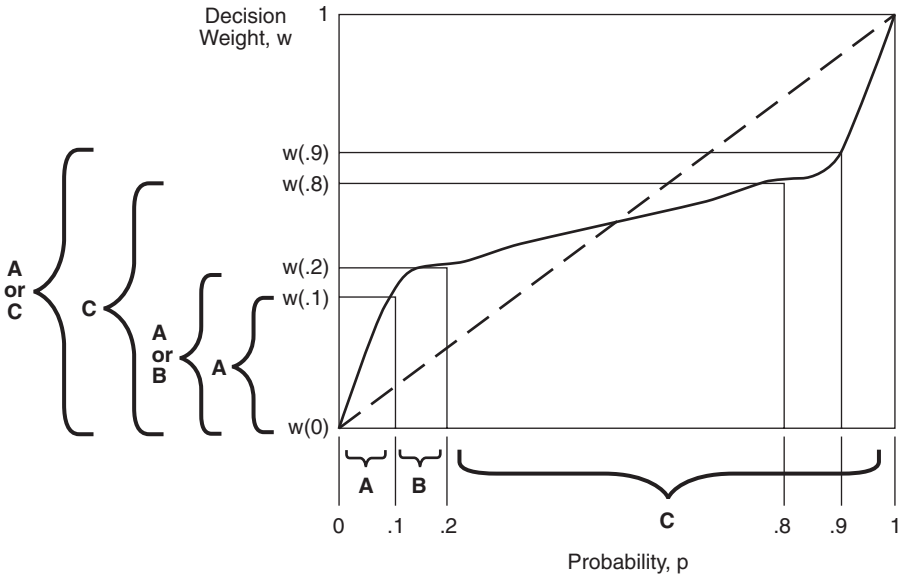 Decision
Weight, w
1
w(.9)
w(.8)
w(.2)
w(.1)
w(0)
A
or
C
C
A
or
B
A
A
B
C
0
.1
.2
.8
.9
1
Probability, p